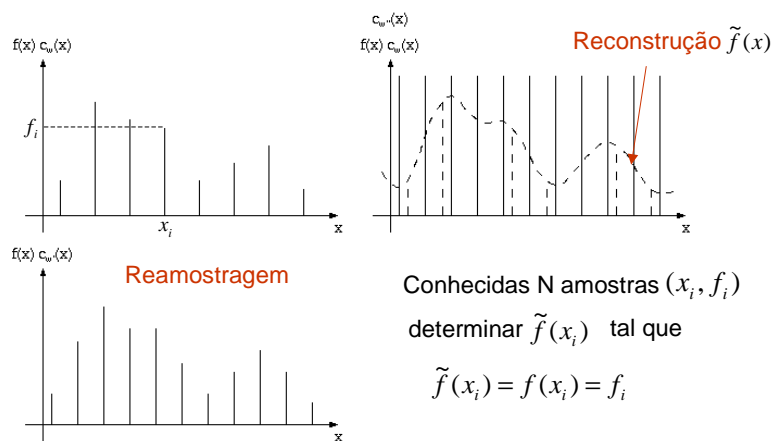 f(x) c_w(x)
f_i
x_i
x
c_w''(x)
f(x) c_w(x)
Reconstrução f̃(x)
x
f(x) c_w'(x)
Reamostragem
x
Conhecidas N amostras (x_i, f_i)
determinar f̃(x_i) tal que
f̃(x_i) = f(x_i) = f_i